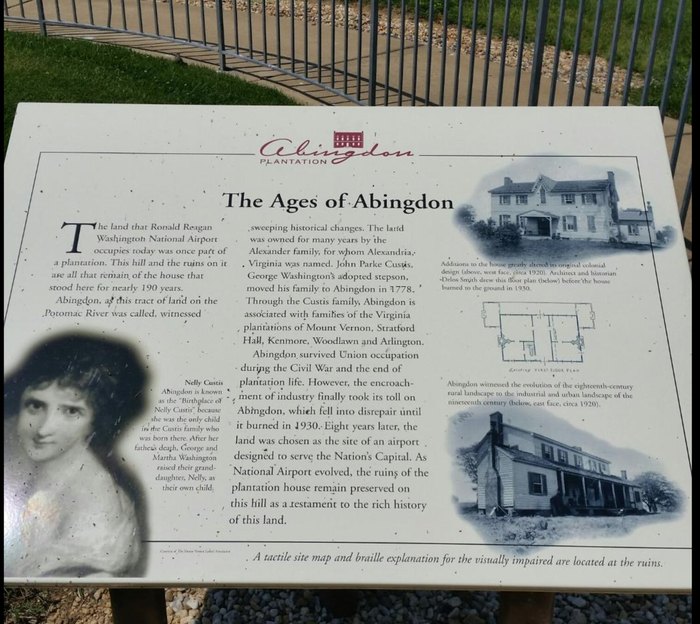 Abingdon
PLANTATION
The Ages of Abingdon
The land that Ronald Reagan
Washington National Airport
occupies today was once part of
a plantation. This hill and the ruins on it
are all that remain of the house that
stood here for nearly 190 years.
Abingdon, as this tract of land on the
Potomac River was called, witnessed
sweeping historical changes. The land
was owned for many years by the
Alexander family, for whom Alexandria,
Virginia was named. John Parke Custis,
George Washington's adopted stepson,
moved his family to Abingdon in 1778.
Through the Custis family, Abingdon is
associated with families of the Virginia
plantations of Mount Vernon, Stratford
Hall, Kenmore, Woodlawn and Arlington.
Abingdon survived Union occupation
during the Civil War and the end of
plantation life. However, the encroach-
ment of industry finally took its toll on
Abingdon, which fell into disrepair until
it burned in 1930. Eight years later, the
land was chosen as the site of an airport
designed to serve the Nation's Capital. As
National Airport evolved, the ruins of the
plantation house remain preserved on
this hill as a testament to the rich history
of this land.
Nelly Custis
Abingdon is known
as the "Birthplace of
Nelly Custis" because
she was the only child
in the Custis family who
was born there. After her
father's death, George and
Martha Washington
raised their grand-
daughter, Nelly, as
their own child.
Additions to the house greatly altered its original colonial
design (above, west face, circa 1920). Architect and historian
Delos Smith drew this floor plan (below) before the house
burned to the ground in 1930.
EXISTING FIRST FLOOR PLAN
Abingdon witnessed the evolution of the eighteenth-century
rural landscape to the industrial and urban landscape of the
nineteenth century (below, east face, circa 1920).
A tactile site map and braille explanation for the visually impaired are located at the ruins.